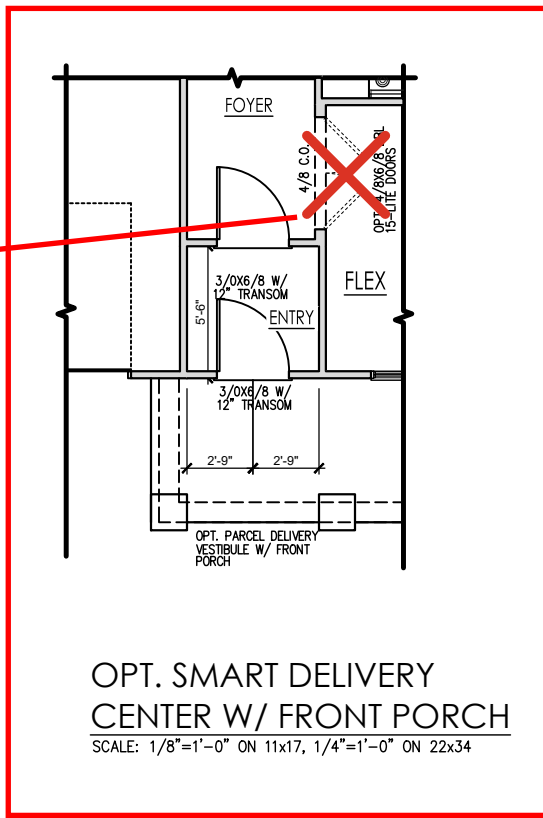 FOYER
4/8 C.O.
OPT. 4/8X6/8
15-LITE DOORS
FLEX
3/0X6/8 W/
12" TRANSOM
5'-6"
ENTRY
3/0X6/8 W/
12" TRANSOM
2'-9"
2'-9"
OPT. PARCEL DELIVERY
VESTIBULE W/ FRONT
PORCH
OPT. SMART DELIVERY
CENTER W/ FRONT PORCH
SCALE: 1/8"=1'-0" ON 11x17, 1/4"=1'-0" ON 22x34